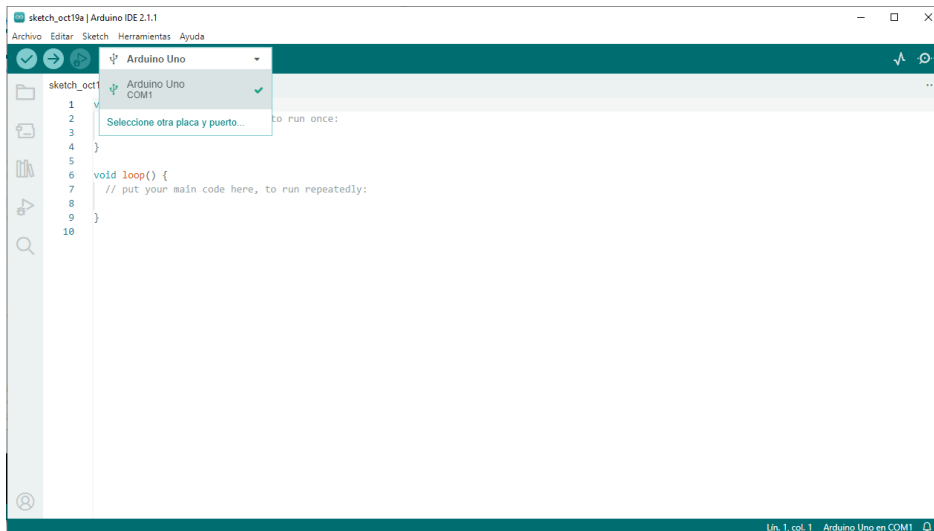 sketch_oct19a | Arduino IDE 2.1.1
Archivo Editar Sketch Herramientas Ayuda
Arduino Uno
Arduino Uno
COM1
Seleccione otra placa y puerto...
sketch_oct1
1 v
2 to run once:
3
4 }
5
6 void loop() {
7 // put your main code here, to run repeatedly:
8
9 }
10
Lín. 1, col. 1 Arduino Uno en COM1